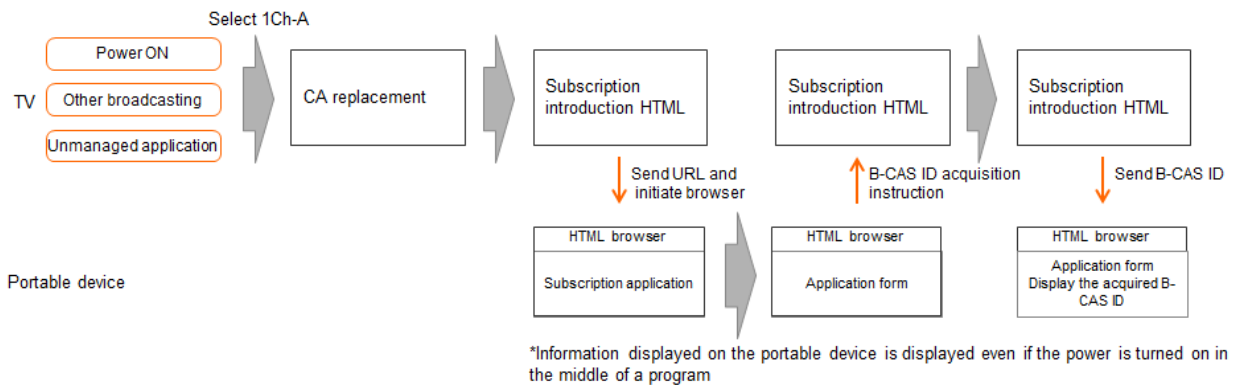 Select 1Ch-A
TV
Power ON
Other broadcasting
Unmanaged application
CA replacement
Subscription
introduction HTML
Subscription
introduction HTML
Subscription
introduction HTML
Send URL and
initiate browser
B-CAS ID acquisition
instruction
Send B-CAS ID
Portable device
HTML browser
Subscription application
HTML browser
Application form
HTML browser
Application form
Display the acquired B-
CAS ID
*Information displayed on the portable device is displayed even if the power is turned on in
the middle of a program